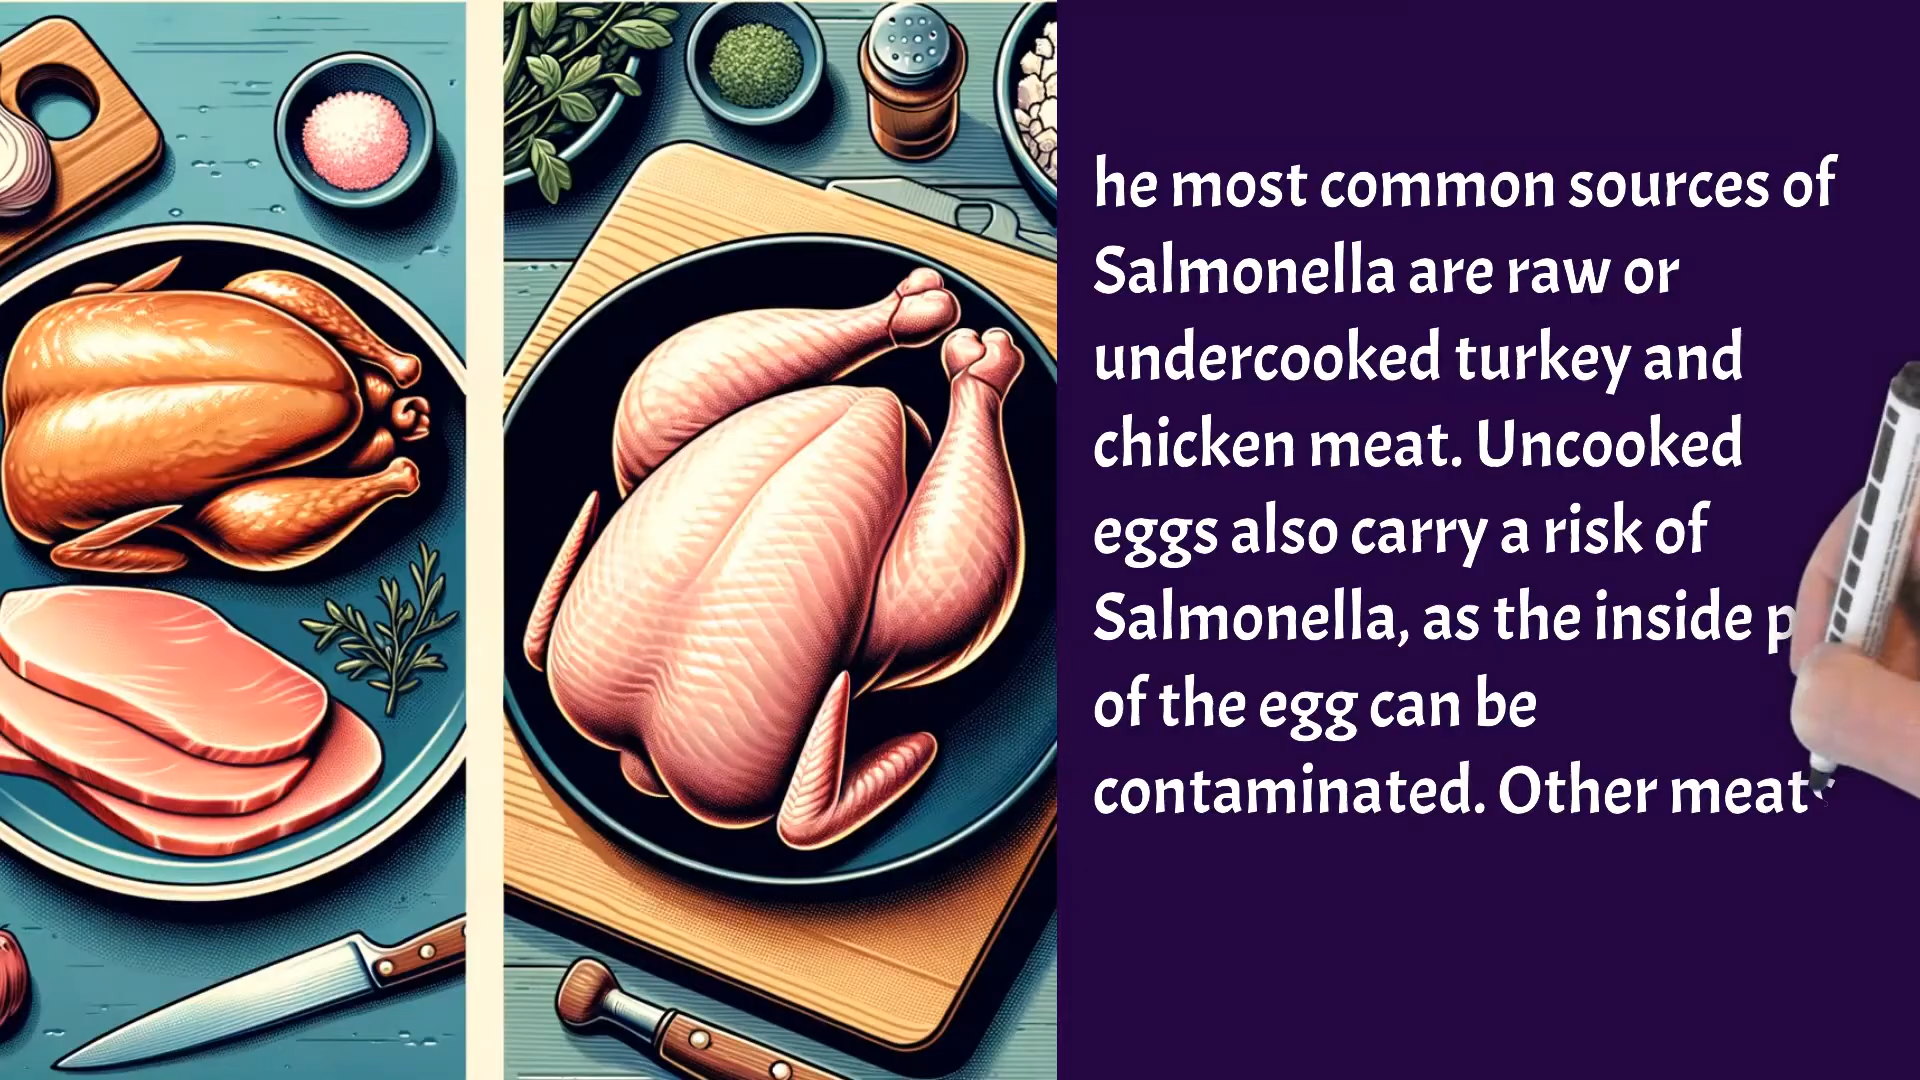 he most common sources of
Salmonella are raw or
undercooked turkey and
chicken meat. Uncooked
eggs also carry a risk of
Salmonella, as the inside
of the egg can be
contaminated. Other meat